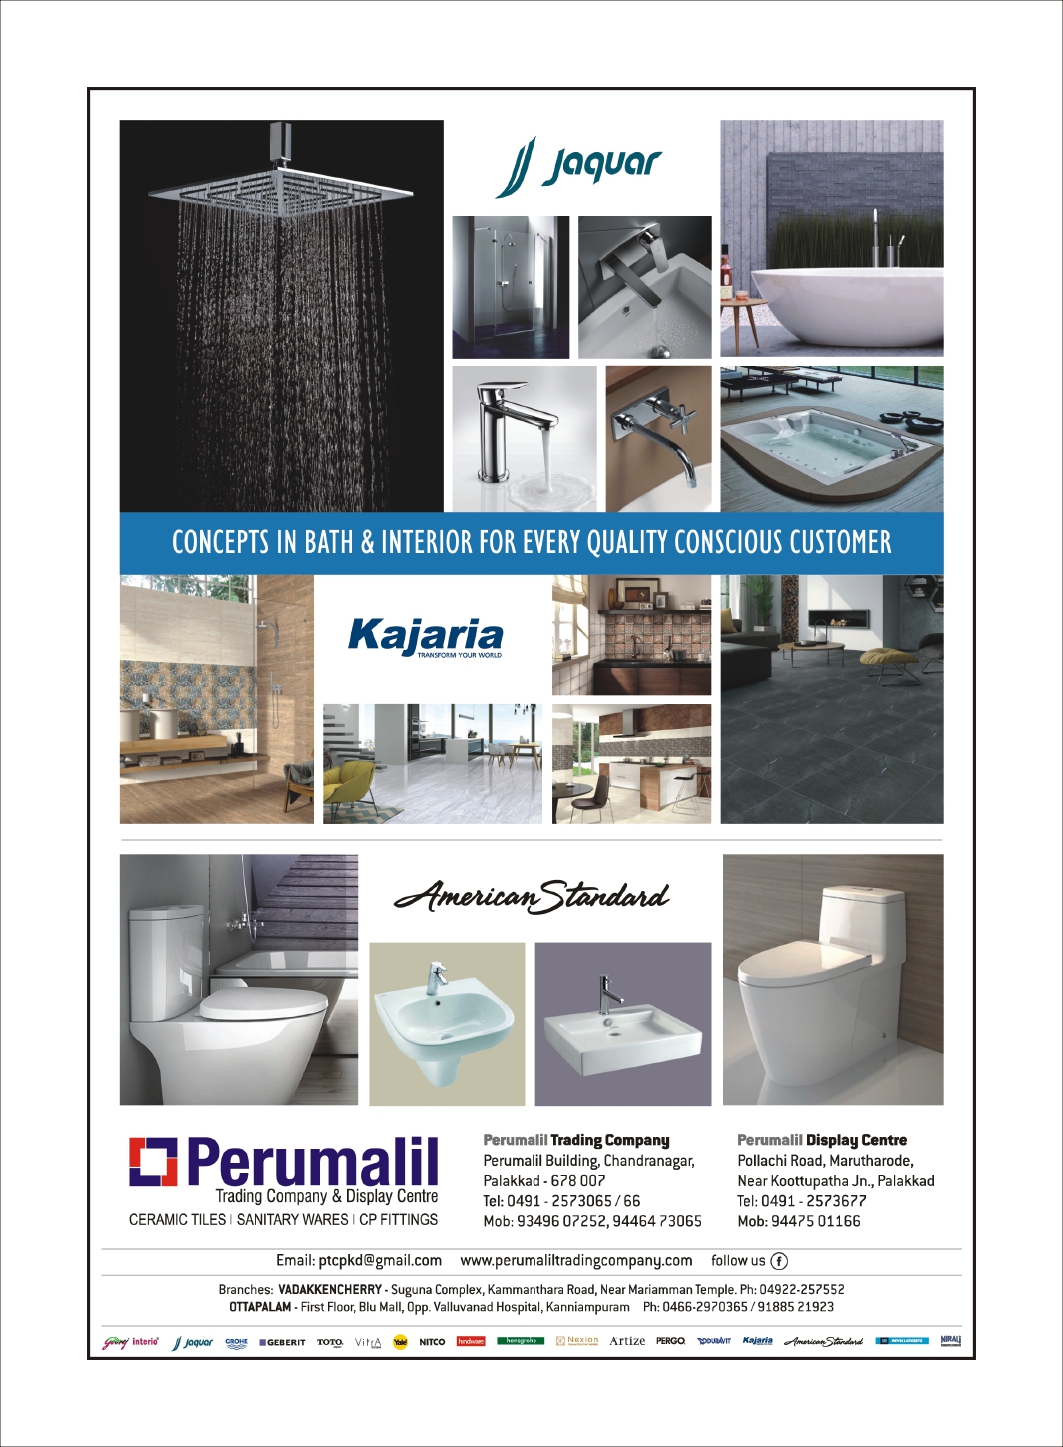 Jaquar
CONCEPTS IN BATH & INTERIOR FOR EVERY QUALITY CONSCIOUS CUSTOMER
Kajaria
TRANSFORM YOUR WORLD
American Standard
Perumalil
Trading Company & Display Centre
CERAMIC TILES | SANITARY WARES | CP FITTINGS
Perumalil Trading Company
Perumalil Building, Chandranagar,
Palakkad - 678 007
Tel: 0491 - 2573065 / 66
Mob: 93496 07252, 94464 73065
Perumalil Display Centre
Pollachi Road, Marutharode,
Near Koottupatha Jn., Palakkad
Tel: 0491 - 2573677
Mob: 94475 01166
Email: ptcpkd@gmail.com www.perumaliltradingcompany.com follow us f
Branches: VADAKKENCHERRY - Suguna Complex, Kammanthara Road, Near Mariamman Temple. Ph: 04922-257552
OTTAPALAM - First Floor, Blu Mall, Opp. Valluvanad Hospital, Kanniampuram Ph: 0466-2970365 / 91885 21923
Godrej interio Jaquar GROHE GEBERIT TOTO VitrA Yale NITCO hindware hansgrohe Nexion Artize PERGO DURAVIT Kajaria American Standard NIRALI